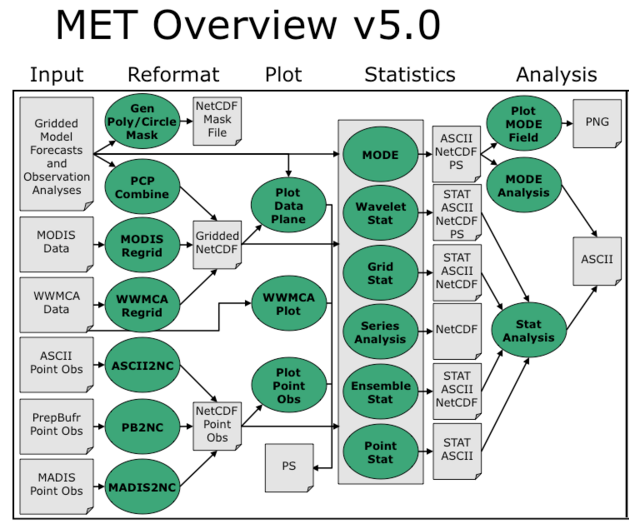 MET Overview v5.0
Input
Reformat
Plot
Statistics
Analysis
Gridded
Model
Forecasts
and
Observation
Analyses
MODIS
Data
WWMCA
Data
ASCII
Point Obs
PrepBufr
Point Obs
MADIS
Point Obs
Gen
Poly/Circle
Mask
PCP
Combine
MODIS
Regrid
WWMCA
Regrid
ASCII2NC
PB2NC
MADIS2NC
NetCDF
Mask
File
Gridded
NetCDF
NetCDF
Point
Obs
Plot
Data
Plane
WWMCA
Plot
Plot
Point
Obs
PS
MODE
Wavelet
Stat
Grid
Stat
Series
Analysis
Ensemble
Stat
Point
Stat
ASCII
NetCDF
PS
STAT
ASCII
NetCDF
PS
STAT
ASCII
NetCDF
NetCDF
STAT
ASCII
NetCDF
STAT
ASCII
Plot
MODE
Field
MODE
Analysis
Stat
Analysis
PNG
ASCII